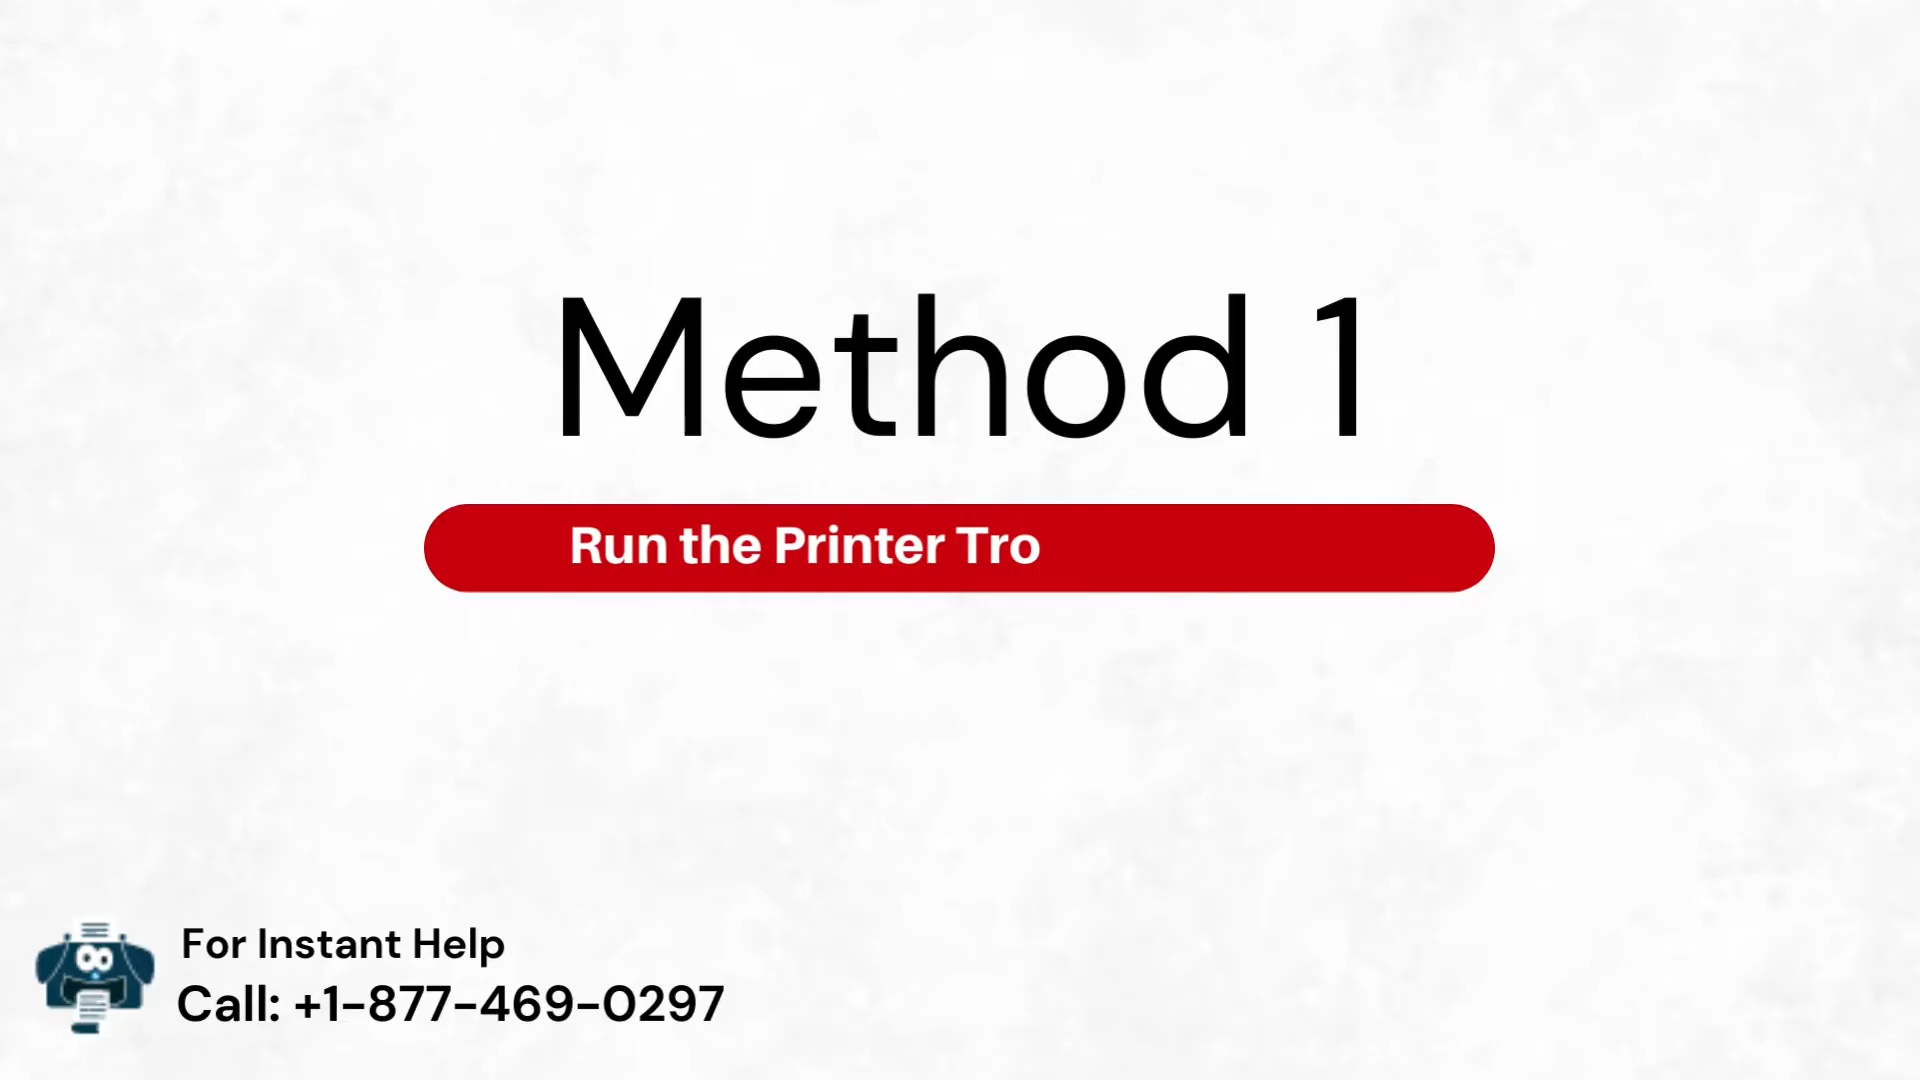 Method 1
Run the Printer Tro
For Instant Help
Call: +1-877-469-0297